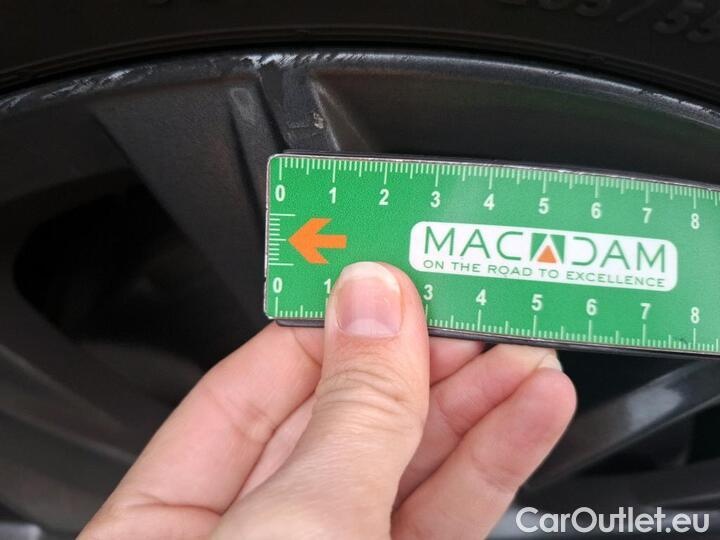 0 1 2 3 4 5 6 7 8
MACADAM
ON THE ROAD TO EXCELLENCE
0 1 3 4 5 6 7 8
CarOutlet.eu